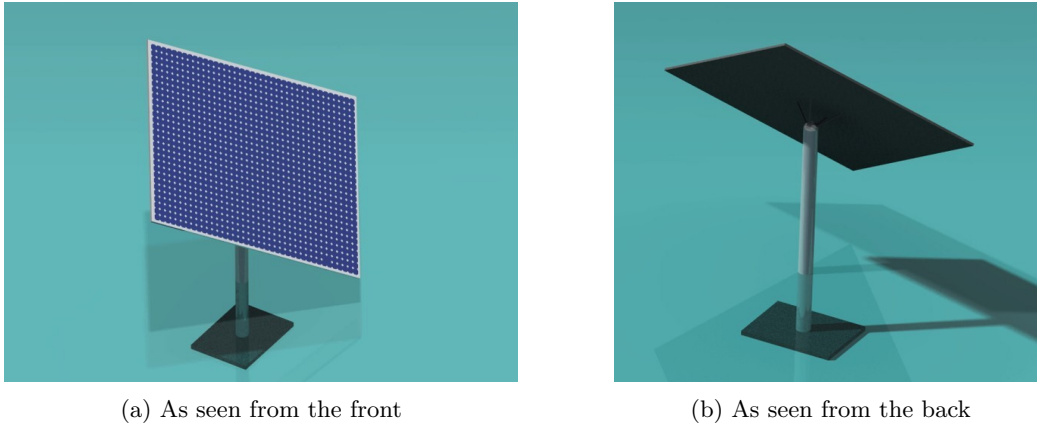 (a) As seen from the front
(b) As seen from the back